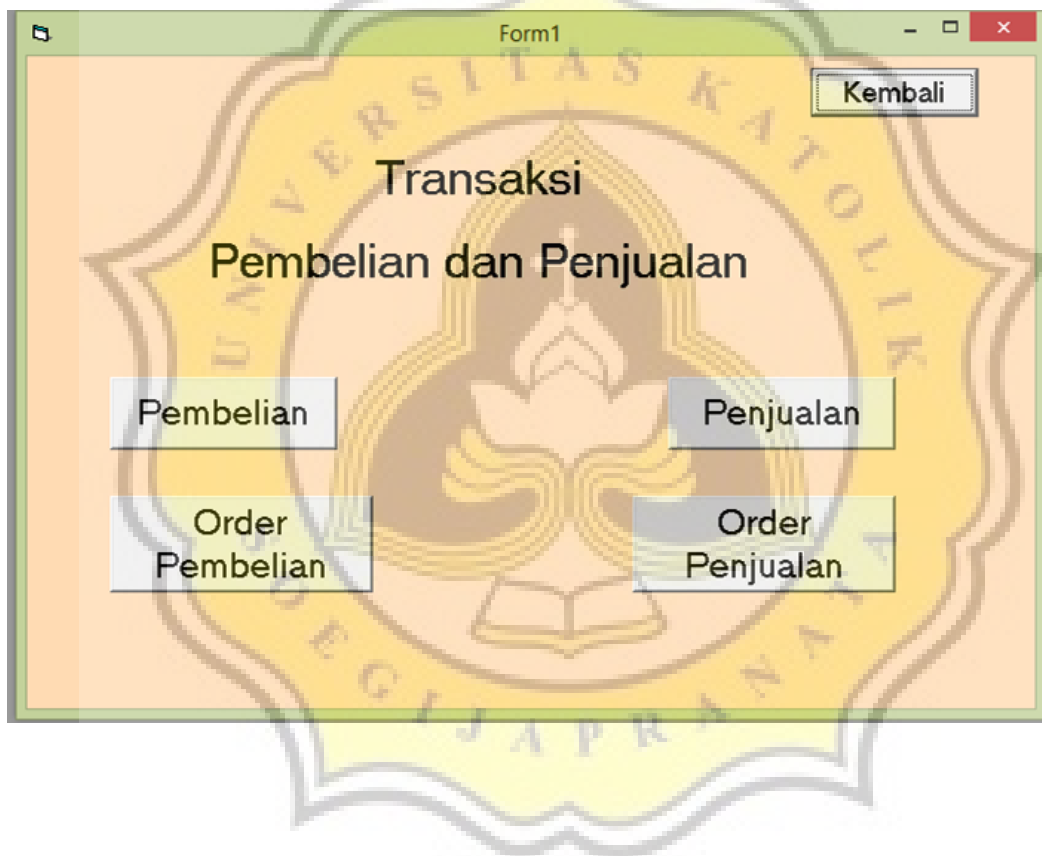 Form1
Kembali
Transaksi
Pembelian dan Penjualan
Pembelian
Penjualan
Order
Pembelian
Order
Penjualan
UNIVERSITAS KATOLIK
SOEGIJAPRANATA